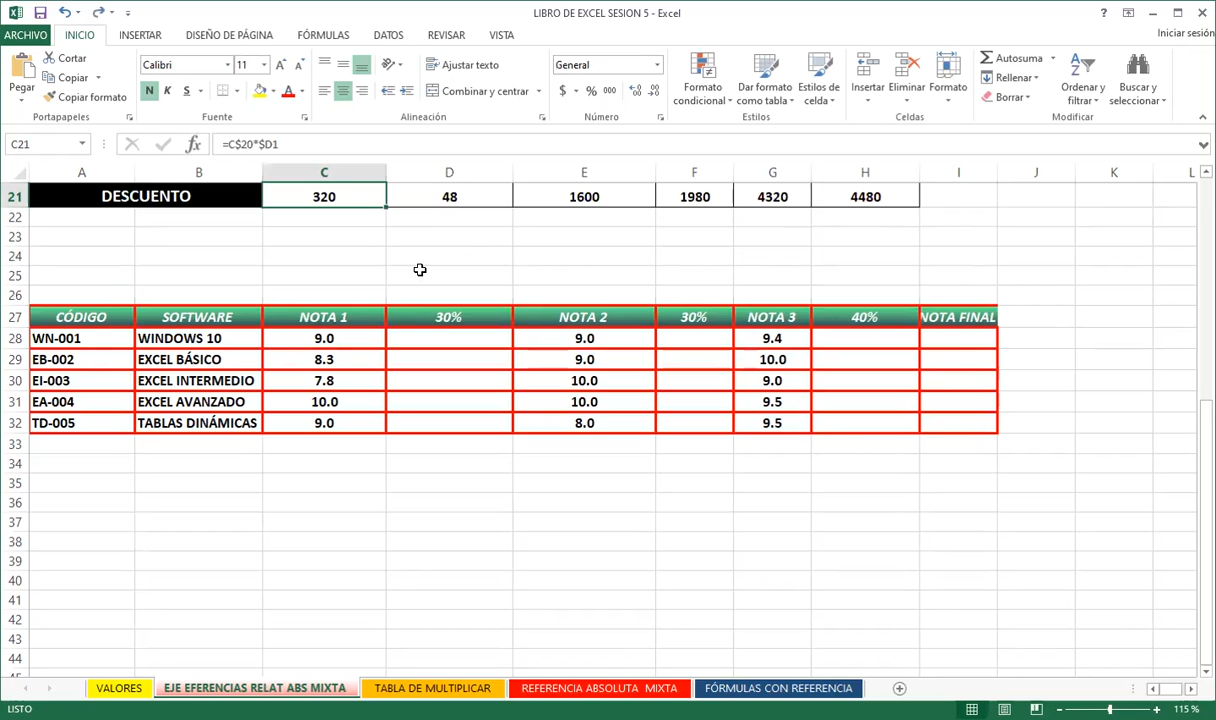 LIBRO DE EXCEL SESION 5 - Excel
ARCHIVO INICIO INSERTAR DISEÑO DE PÁGINA FÓRMULAS DATOS REVISAR VISTA Iniciar sesión
Pegar
Cortar
Copiar
Copiar formato
Portapapeles
Calibri 11
N K S A
Fuente
Ajustar texto
Combinar y centrar
Alineación
General
$ % 000
Número
Formato condicional
Dar formato como tabla
Estilos de celda
Estilos
Insertar Eliminar Formato
Celdas
Autosuma
Rellenar
Borrar
Ordenar y filtrar
Buscar y seleccionar
Modificar
C21 fx =C$20*$D1
A B C D E F G H I J K L
21 DESCUENTO 320 48 1600 1980 4320 4480
22
23
24
25
26
27 CÓDIGO SOFTWARE NOTA 1 30% NOTA 2 30% NOTA 3 40% NOTA FINAL
28 WN-001 WINDOWS 10 9.0 9.0 9.4
29 EB-002 EXCEL BÁSICO 8.3 9.0 10.0
30 EI-003 EXCEL INTERMEDIO 7.8 10.0 9.0
31 EA-004 EXCEL AVANZADO 10.0 10.0 9.5
32 TD-005 TABLAS DINÁMICAS 9.0 8.0 9.5
33
34
35
36
37
38
39
40
41
42
43
44
VALORES EJE EFERENCIAS RELAT ABS MIXTA TABLA DE MULTIPLICAR REFERENCIA ABSOLUTA MIXTA FÓRMULAS CON REFERENCIA
LISTO 115 %